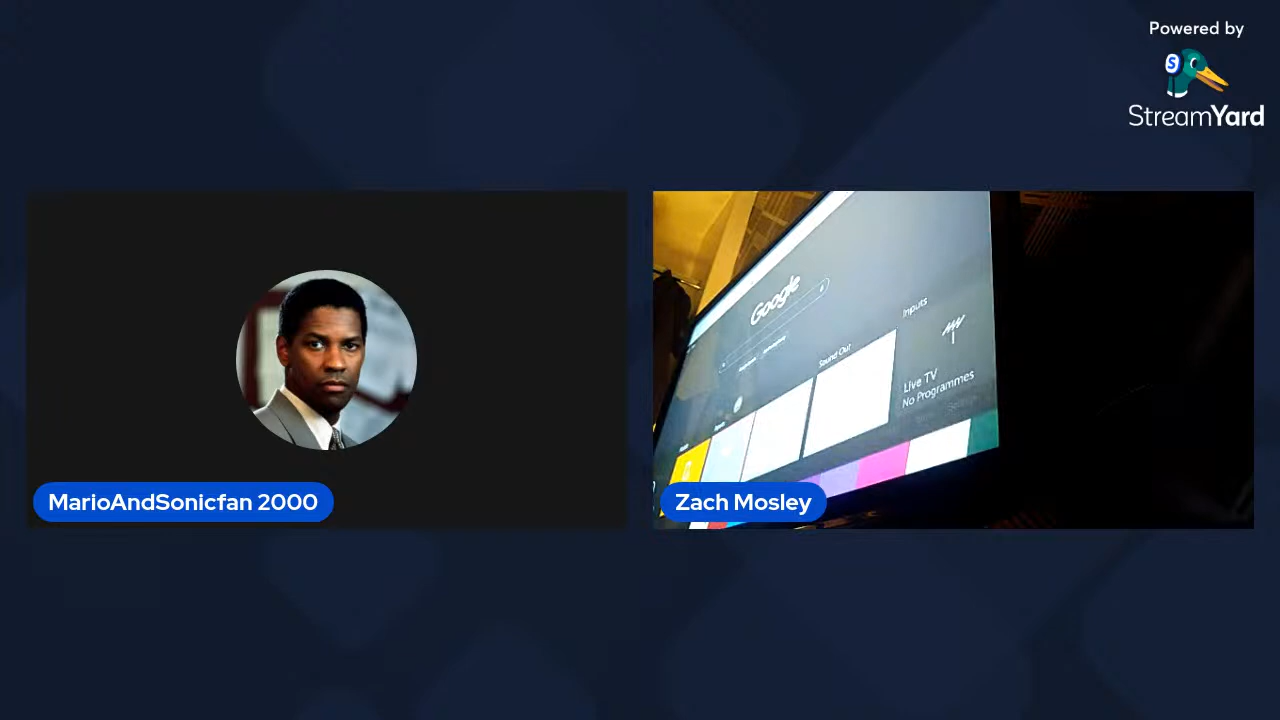 Powered by
S
StreamYard
Google
Inputs
Sound Out
Live TV
No Programmes
MarioAndSonicfan 2000
Zach Mosley